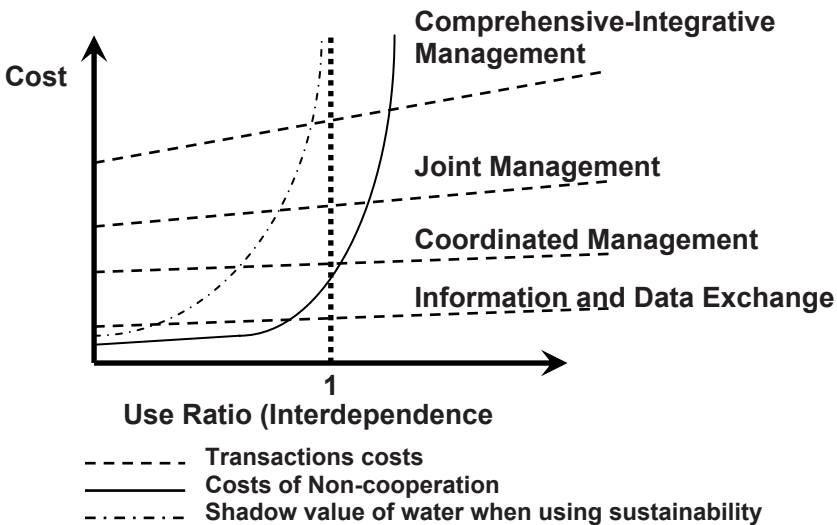 Comprehensive-Integrative
Management
Cost
Joint Management
Coordinated Management
Information and Data Exchange
1
Use Ratio (Interdependence
Transactions costs
Costs of Non-cooperation
Shadow value of water when using sustainability